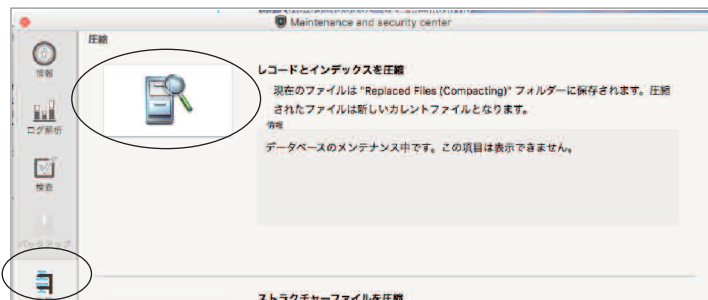 Maintenance and security center
情報
ログ解析
検査
バックアップ
圧縮
レコードとインデックスを圧縮
現在のファイルは "Replaced Files (Compacting)" フォルダーに保存されます。圧縮
されたファイルは新しいカレントファイルとなります。
情報
データベースのメンテナンス中です。この項目は表示できません。
ストラクチャーファイルを圧縮